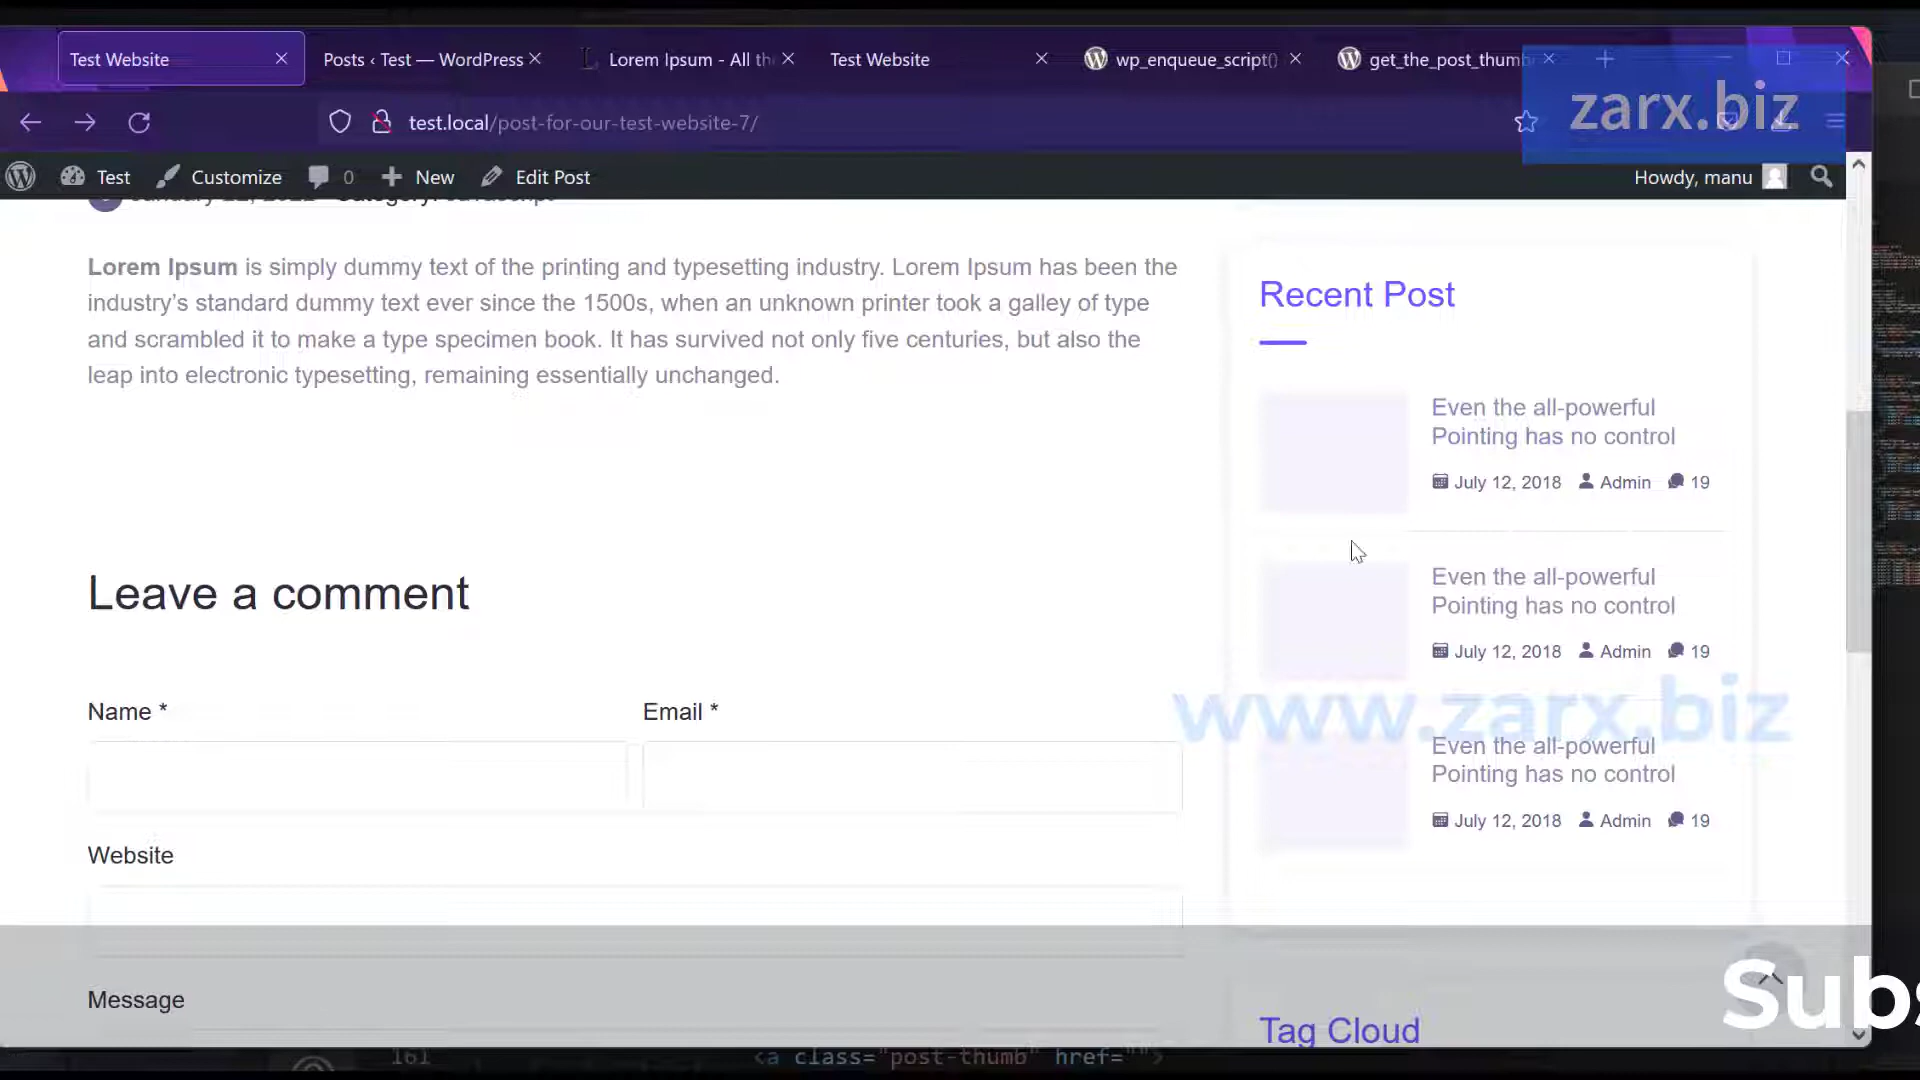 Test Website
Posts ‹ Test — WordPress
Lorem Ipsum - All th
Test Website
wp_enqueue_script()
get_the_post_thumb
zarx.biz
test.local/post-for-our-test-website-7/
Test
Customize
0
New
Edit Post
Howdy, manu
Lorem Ipsum is simply dummy text of the printing and typesetting industry. Lorem Ipsum has been the
industry’s standard dummy text ever since the 1500s, when an unknown printer took a galley of type
and scrambled it to make a type specimen book. It has survived not only five centuries, but also the
leap into electronic typesetting, remaining essentially unchanged.
Recent Post
Even the all-powerful
Pointing has no control
July 12, 2018 Admin 19
Even the all-powerful
Pointing has no control
July 12, 2018 Admin 19
www.zarx.biz
Even the all-powerful
Pointing has no control
July 12, 2018 Admin 19
Leave a comment
Name * Email *
Website
Message
Tag Cloud
Subs
161 <a class="post-thumb" href="">